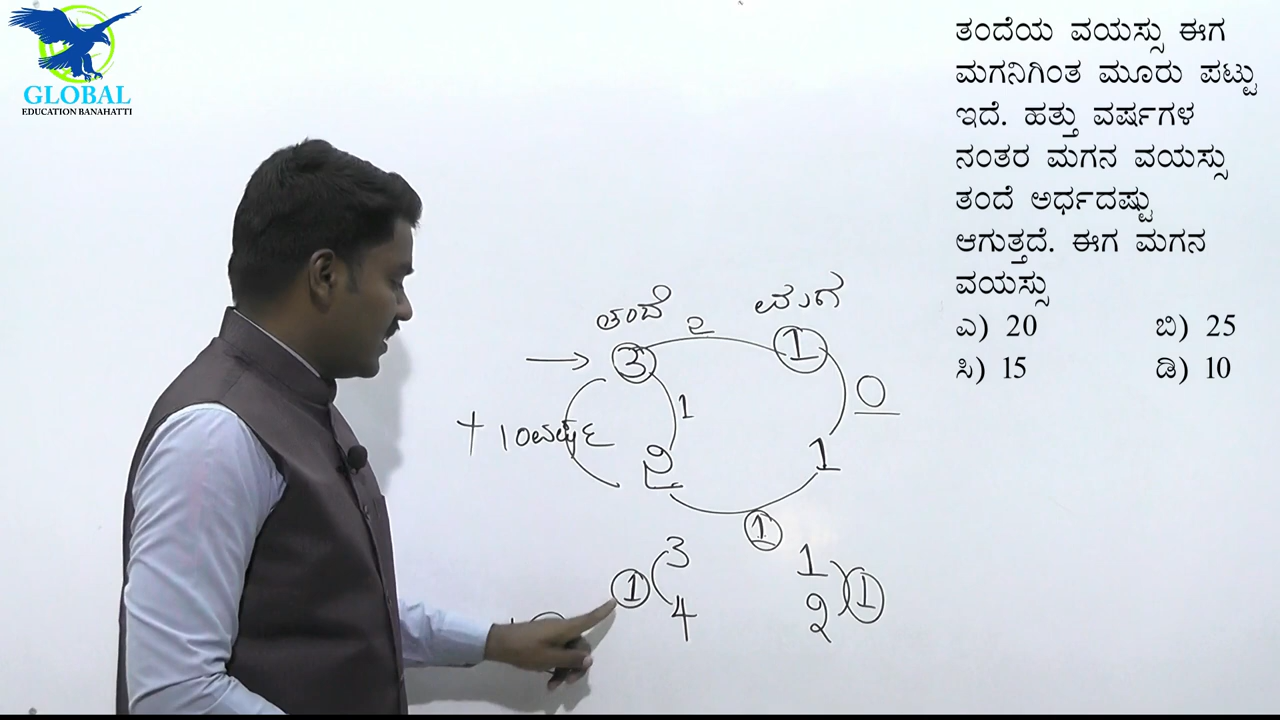 GLOBAL
EDUCATION BANAHATTI
ತಂದೆಯ ವಯಸ್ಸು ಈಗ
ಮಗನಿಗಿಂತ ಮೂರು ಪಟ್ಟು
ಇದೆ. ಹತ್ತು ವರ್ಷಗಳ
ನಂತರ ಮಗನ ವಯಸ್ಸು
ತಂದೆ ಅರ್ಧದಷ್ಟು
ಆಗುತ್ತದೆ. ಈಗ ಮಗನ
ವಯಸ್ಸು
ಎ) 20 ಬಿ) 25
ಸಿ) 15 ಡಿ) 10
ತಂದೆ ಮಗ
2
3 1
1 0
+10ವರ್ಷ
2 1
1
3 1
1 1
4 2